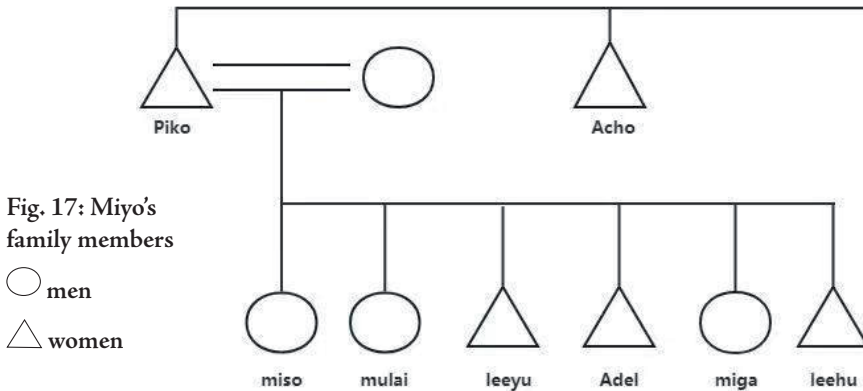 Piko
Acho
Fig. 17: Miyo’s
family members
men
women
miso
mulai
leeyu
Adel
miga
leehu